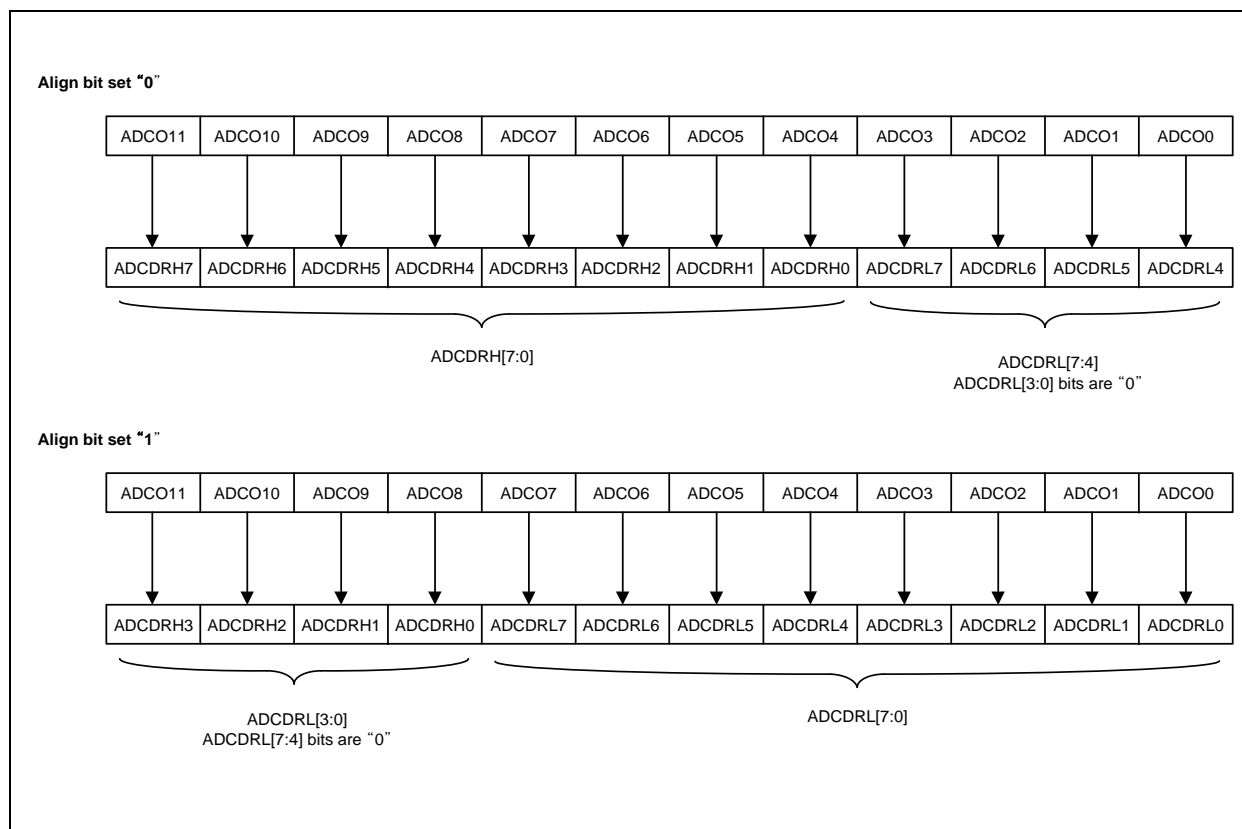 Align bit set “0”
ADCO11 ADCO10 ADCO9 ADCO8 ADCO7 ADCO6 ADCO5 ADCO4 ADCO3 ADCO2 ADCO1 ADCO0
ADCDRH7 ADCDRH6 ADCDRH5 ADCDRH4 ADCDRH3 ADCDRH2 ADCDRH1 ADCDRH0 ADCDRL7 ADCDRL6 ADCDRL5 ADCDRL4
ADCDRH[7:0]
ADCDRL[7:4]
ADCDRL[3:0] bits are “0”
Align bit set “1”
ADCO11 ADCO10 ADCO9 ADCO8 ADCO7 ADCO6 ADCO5 ADCO4 ADCO3 ADCO2 ADCO1 ADCO0
ADCDRH3 ADCDRH2 ADCDRH1 ADCDRH0 ADCDRL7 ADCDRL6 ADCDRL5 ADCDRL4 ADCDRL3 ADCDRL2 ADCDRL1 ADCDRL0
ADCDRL[3:0]
ADCDRL[7:4] bits are “0”
ADCDRL[7:0]